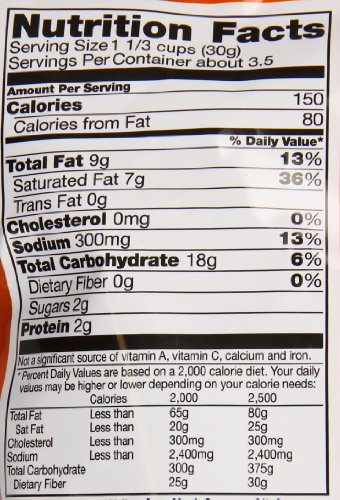 Nutrition Facts
Serving Size 1 1/3 cups (30g)
Servings Per Container about 3.5
Amount Per Serving
Calories 150
Calories from Fat 80
% Daily Value*
Total Fat 9g 13%
Saturated Fat 7g 36%
Trans Fat 0g
Cholesterol 0mg 0%
Sodium 300mg 13%
Total Carbohydrate 18g 6%
Dietary Fiber 0g 0%
Sugars 2g
Protein 2g
Not a significant source of vitamin A, vitamin C, calcium and iron.
*Percent Daily Values are based on a 2,000 calorie diet. Your daily
values may be higher or lower depending on your calorie needs:
Calories 2,000 2,500
Total Fat Less than 65g 80g
Sat Fat Less than 20g 25g
Cholesterol Less than 300mg 300mg
Sodium Less than 2,400mg 2,400mg
Total Carbohydrate 300g 375g
Dietary Fiber 25g 30g